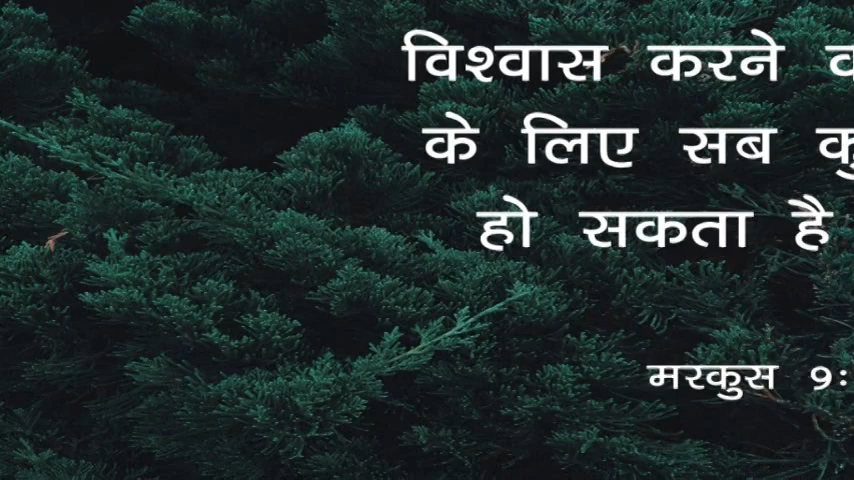 विश्वास करने
के लिए सब
हो सकता है
मरकुस 9: